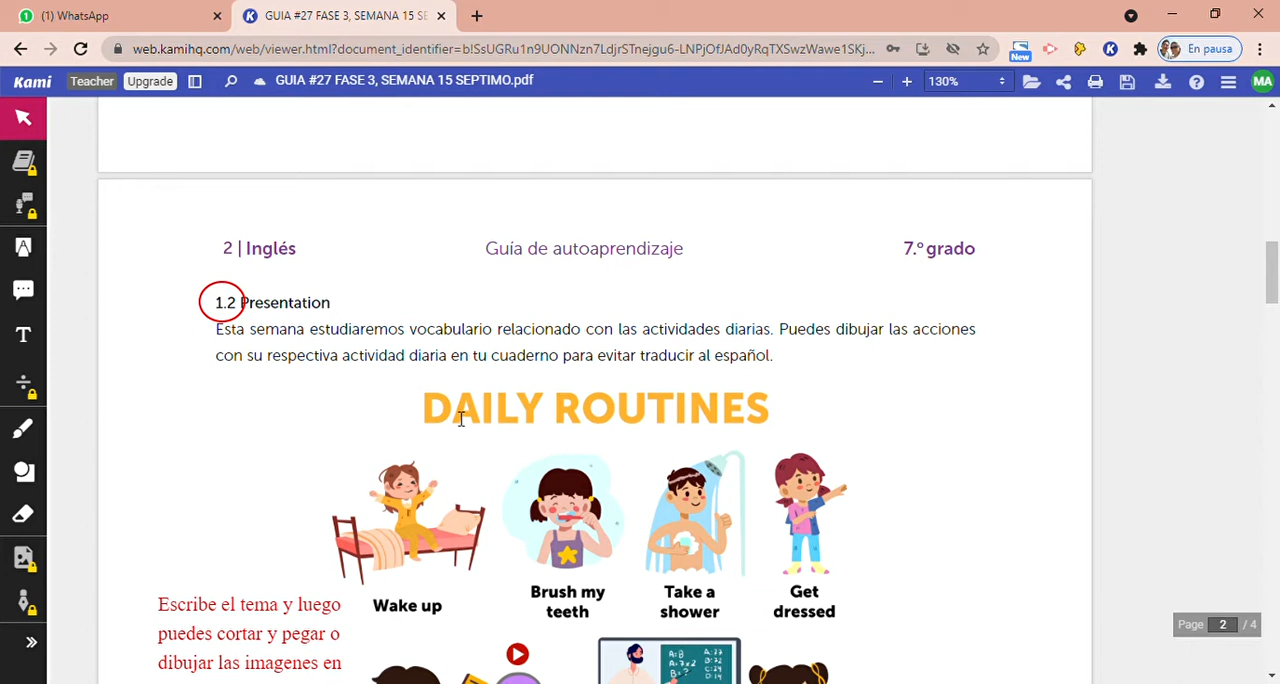 (1) WhatsApp
GUIA #27 FASE 3, SEMANA 15 SE
web.kamihq.com/web/viewer.html?document_identifier=b!SsUGRu1n9UONNzn7LdjrSTnejgu6-LNPjOfJAd0yRqTXSwzWawe1SKj...
New
En pausa
Kami Teacher Upgrade GUIA #27 FASE 3, SEMANA 15 SEPTIMO.pdf 130% MA
2 | Inglés Guía de autoaprendizaje 7.º grado
1.2 Presentation
Esta semana estudiaremos vocabulario relacionado con las actividades diarias. Puedes dibujar las acciones
con su respectiva actividad diaria en tu cuaderno para evitar traducir al español.
DAILY ROUTINES
Wake up
Brush my
teeth
Take a
shower
Get
dressed
Escribe el tema y luego
puedes cortar y pegar o
dibujar las imagenes en
Page 2 / 4